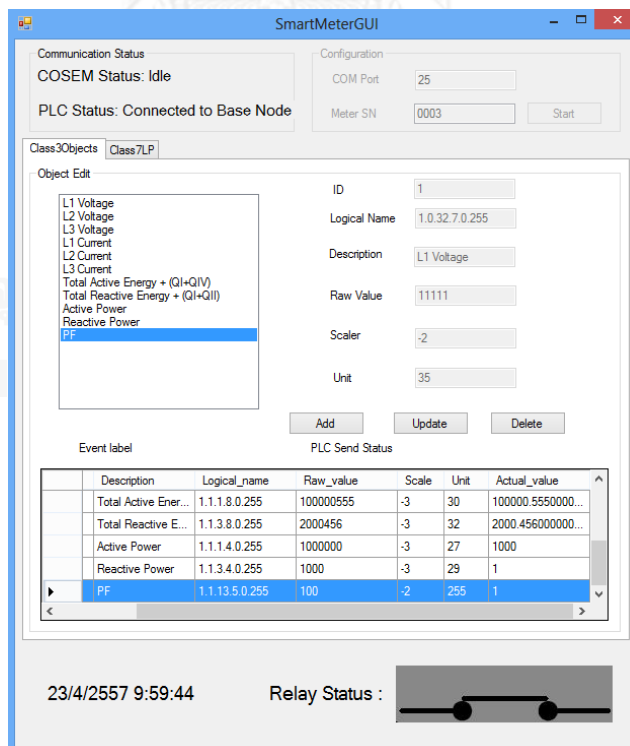 SmartMeterGUI
Communication Status
COSEM Status: Idle
PLC Status: Connected to Base Node
Configuration
COM Port 25
Meter SN 0003 Start
Class3Objects Class7LP
Object Edit
L1 Voltage
L2 Voltage
L3 Voltage
L1 Current
L2 Current
L3 Current
Total Active Energy + (QI+QIV)
Total Reactive Energy + (QI+QII)
Active Power
Reactive Power
PF
ID 1
Logical Name 1.0.32.7.0.255
Description L1 Voltage
Raw Value 11111
Scaler -2
Unit 35
Add Update Delete
Event label PLC Send Status
Description Logical_name Raw_value Scale Unit Actual_value
Total Active Ener... 1.1.1.8.0.255 100000555 -3 30 100000.5550000...
Total Reactive E... 1.1.3.8.0.255 2000456 -3 32 2000.456000000...
Active Power 1.1.1.4.0.255 1000000 -3 27 1000
Reactive Power 1.1.3.4.0.255 1000 -3 29 1
PF 1.1.13.5.0.255 100 -2 255 1
23/4/2557 9:59:44 Relay Status :